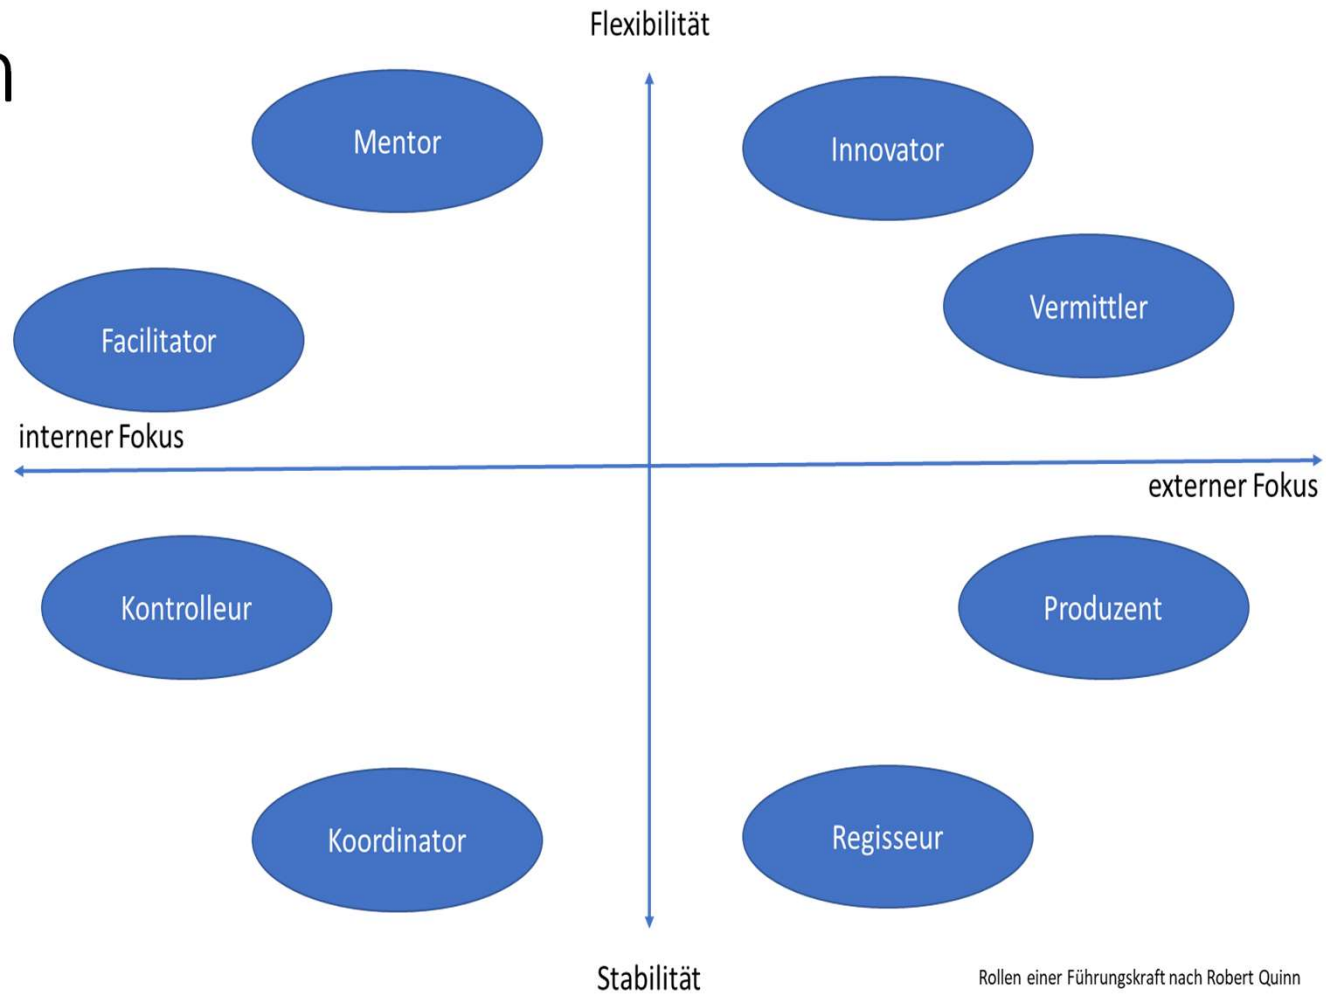 Flexibilität
n
Mentor
Innovator
Vermittler
Facilitator
interner Fokus
externer Fokus
Kontrolleur
Produzent
Koordinator
Regisseur
Stabilität
Rollen einer Führungskraft nach Robert Quinn